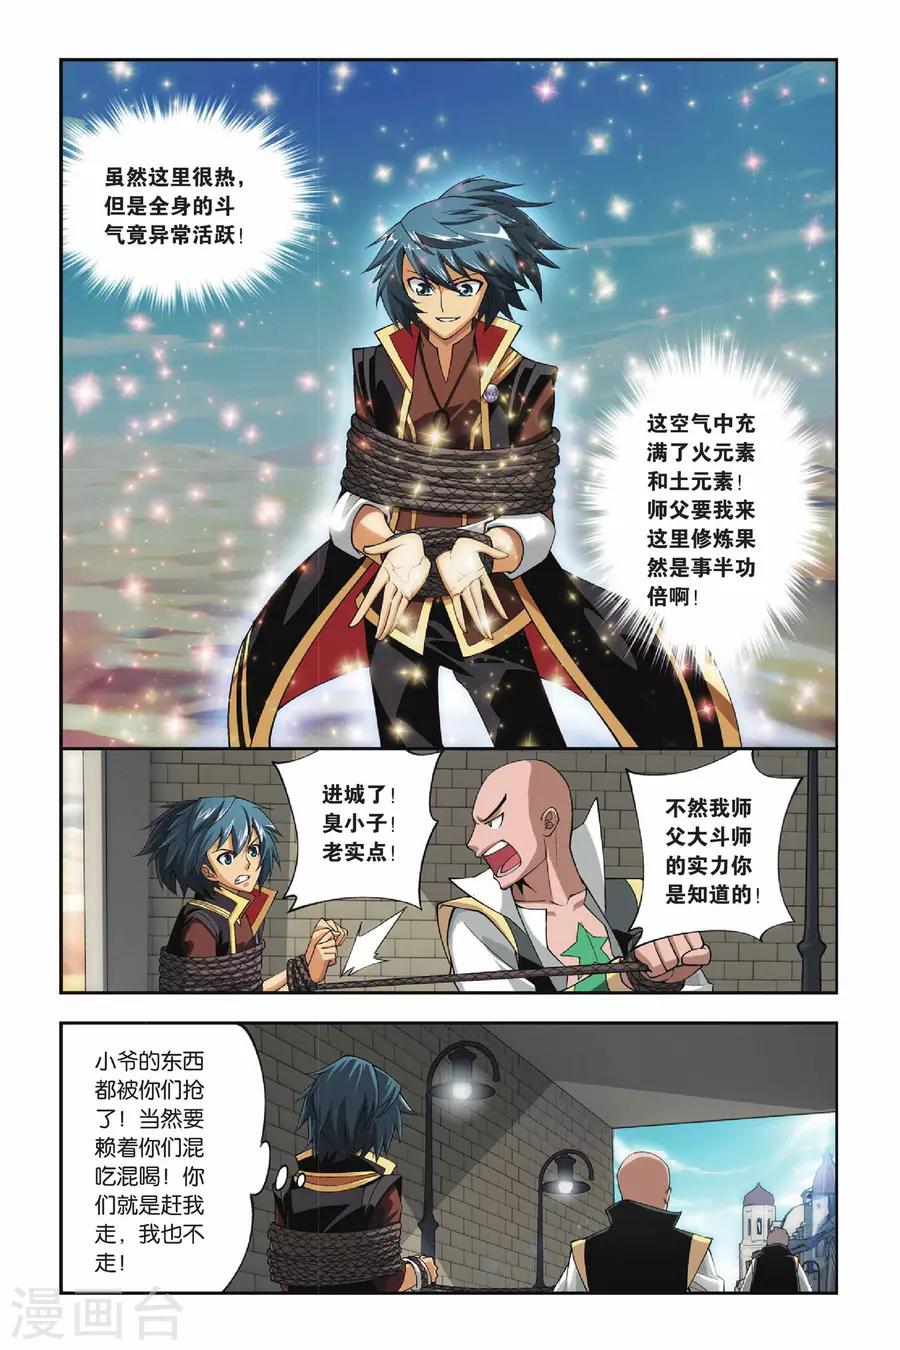 虽然这里很热，
但是全身的斗
气竟异常活跃！
这空气中充
满了火元素
和土元素！
师父要我来
这里修炼果
然是事半功
倍啊！
进城了！
臭小子！
老实点！
不然我师
父大斗师
的实力你
是知道的！
小爷的东西
都被你们抢
了！当然要
赖着你们混
吃混喝！你
们就是赶我
走，我也不
走！
漫画台